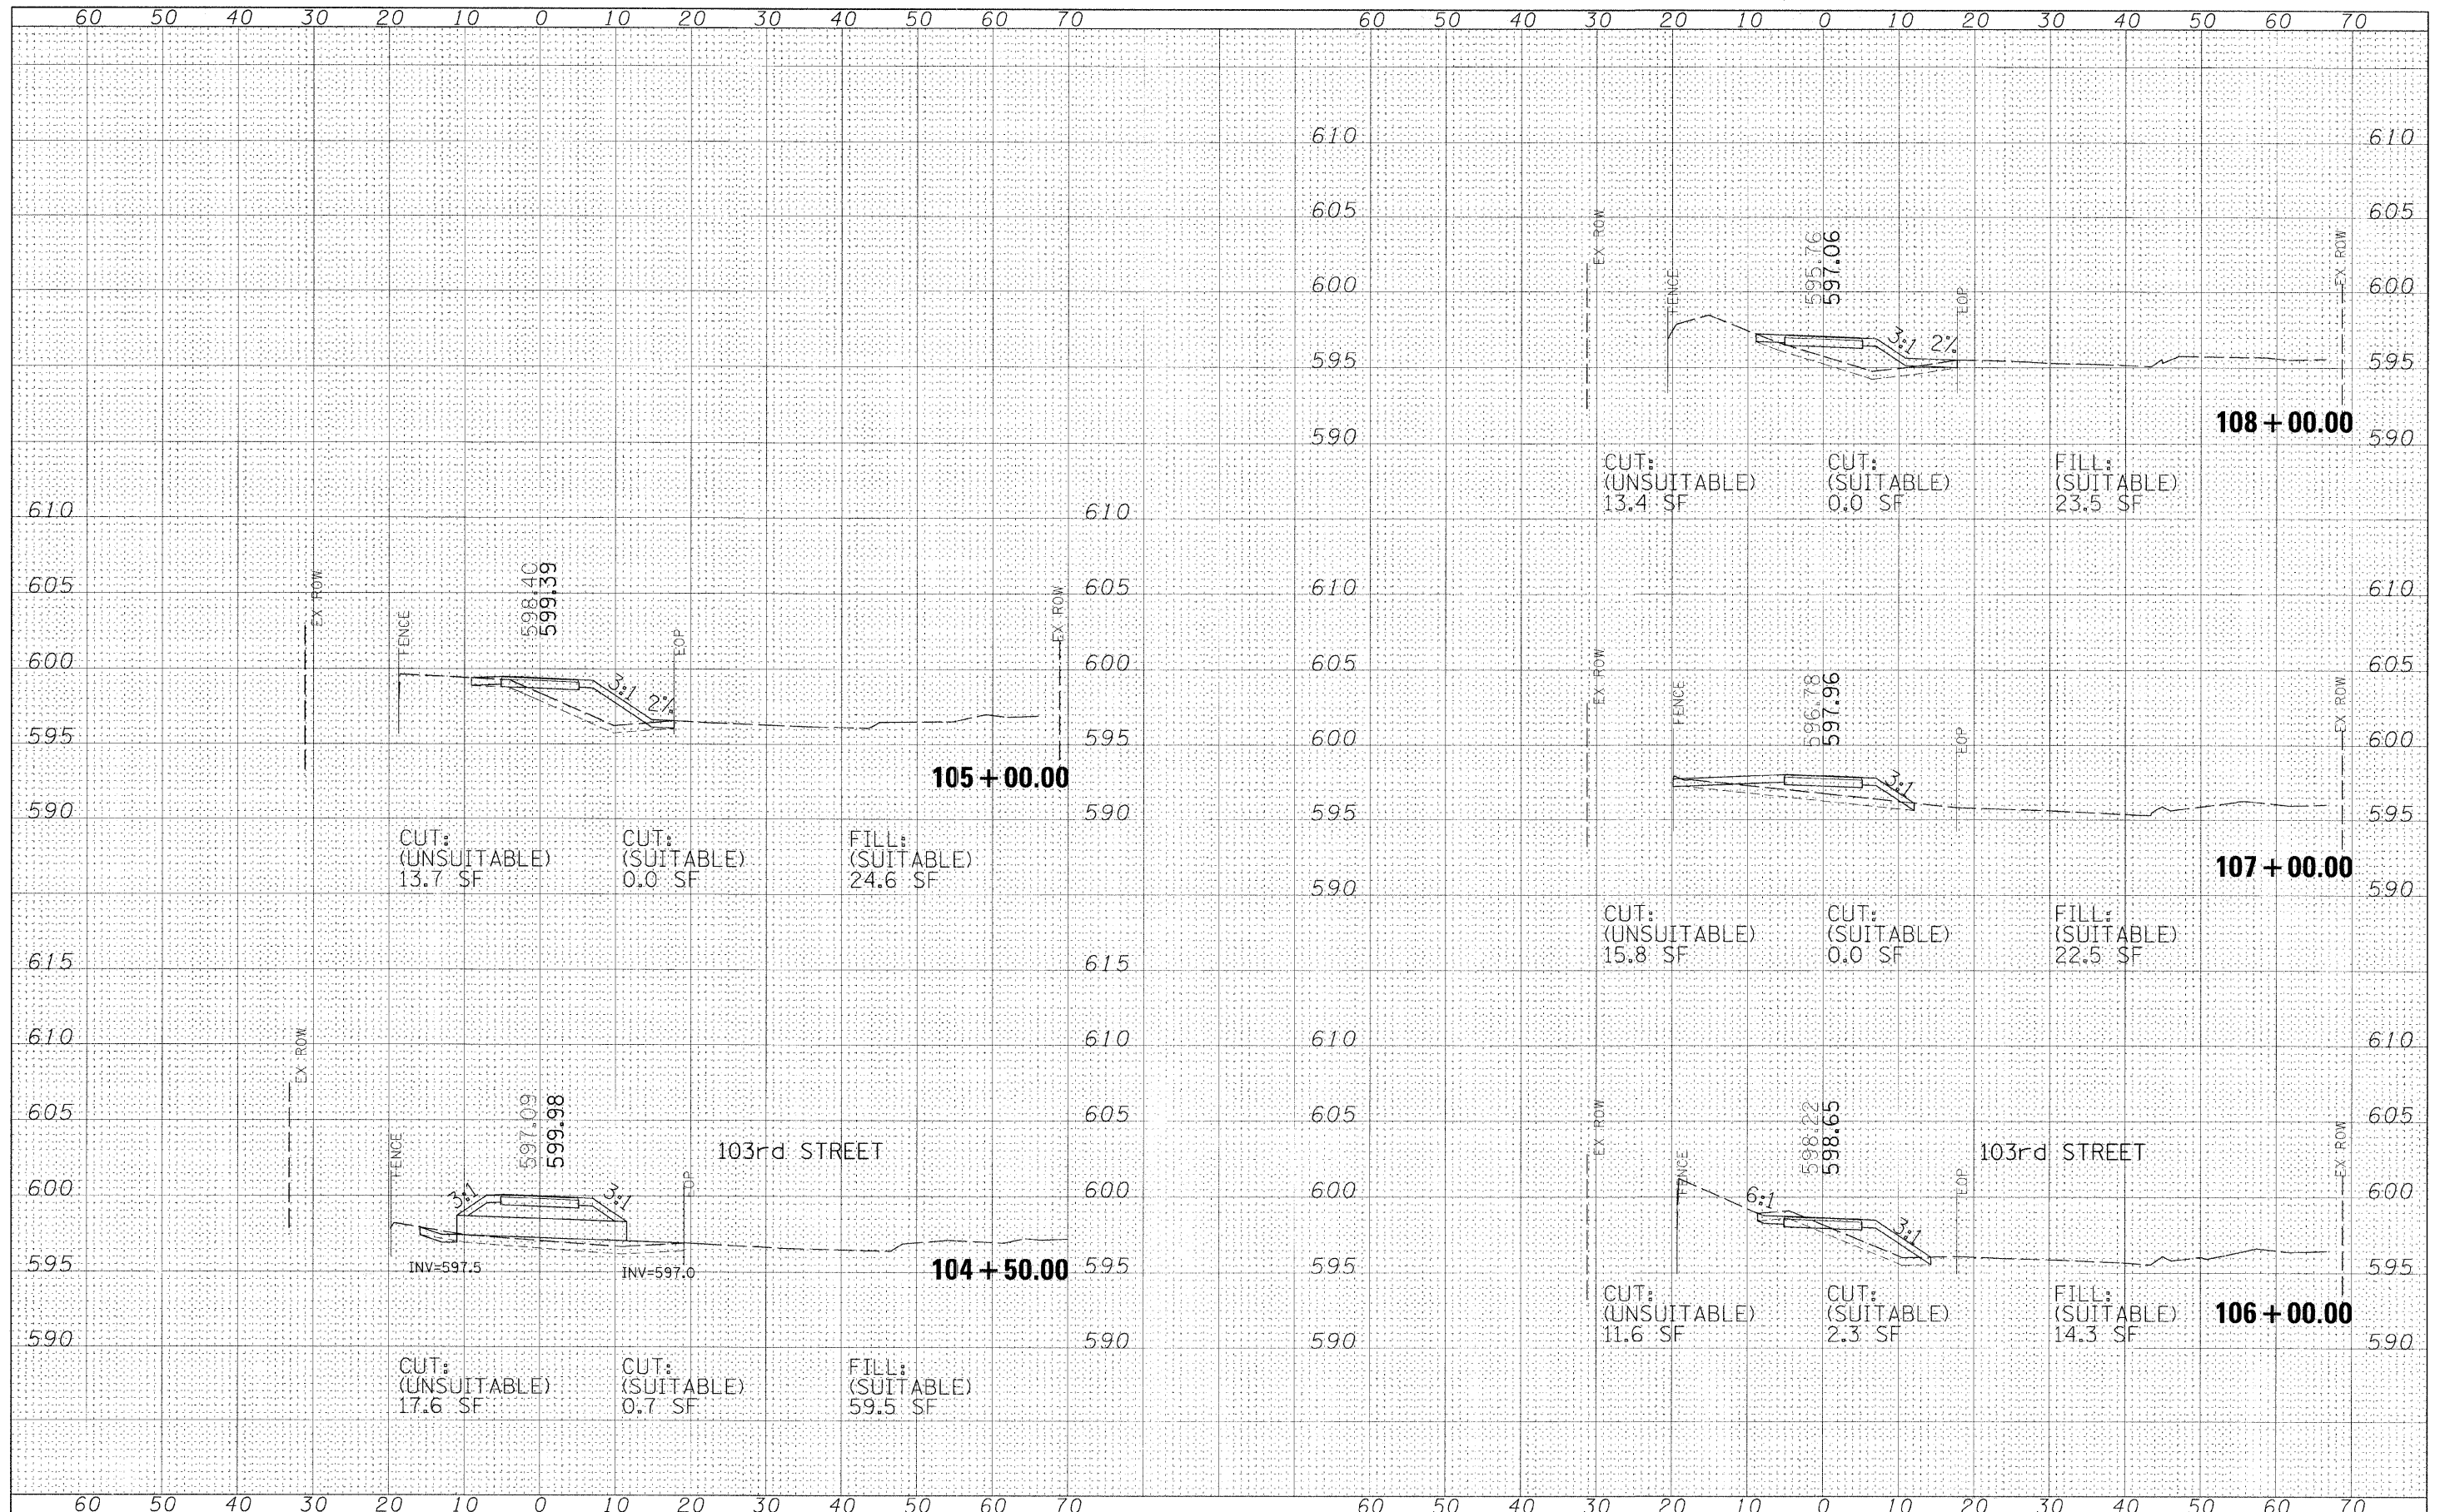 60 50 40 30 20 10 0 10 20 30 40 50 60 70 60 50 40 30 20 10 0 10 20 30 40 50 60 70
610 610
605 605
600 600
595 595
590 590
EX ROW
FENCE
595.76
597.06
3:1
2%
EOP
EX ROW
108+00.00
CUT: (UNSUITABLE) 13.4 SF
CUT: (SUITABLE) 0.0 SF
FILL: (SUITABLE) 23.5 SF
610 610
605 605
600 600
595 595
590 590
EX ROW
FENCE
598.40
599.39
3:1
2%
EOP
EX ROW
105+00.00
CUT: (UNSUITABLE) 13.7 SF
CUT: (SUITABLE) 0.0 SF
FILL: (SUITABLE) 24.6 SF
610 610
605 605
600 600
595 595
590 590
EX ROW
FENCE
596.78
597.96
3:1
EOP
EX ROW
107+00.00
CUT: (UNSUITABLE) 15.8 SF
CUT: (SUITABLE) 0.0 SF
FILL: (SUITABLE) 22.5 SF
615 615
610 610
605 605
600 600
595 595
590 590
EX ROW
FENCE
597.09
599.98
103rd STREET
3:1
3:1
EOP
INV=597.5
INV=597.0
104+50.00
CUT: (UNSUITABLE) 17.6 SF
CUT: (SUITABLE) 0.7 SF
FILL: (SUITABLE) 59.5 SF
610 610
605 605
600 600
595 595
590 590
EX ROW
FENCE
598.22
598.65
103rd STREET
6:1
3:1
EOP
EX ROW
106+00.00
CUT: (UNSUITABLE) 11.6 SF
CUT: (SUITABLE) 2.3 SF
FILL: (SUITABLE) 14.3 SF
60 50 40 30 20 10 0 10 20 30 40 50 60 70 60 50 40 30 20 10 0 10 20 30 40 50 60 70